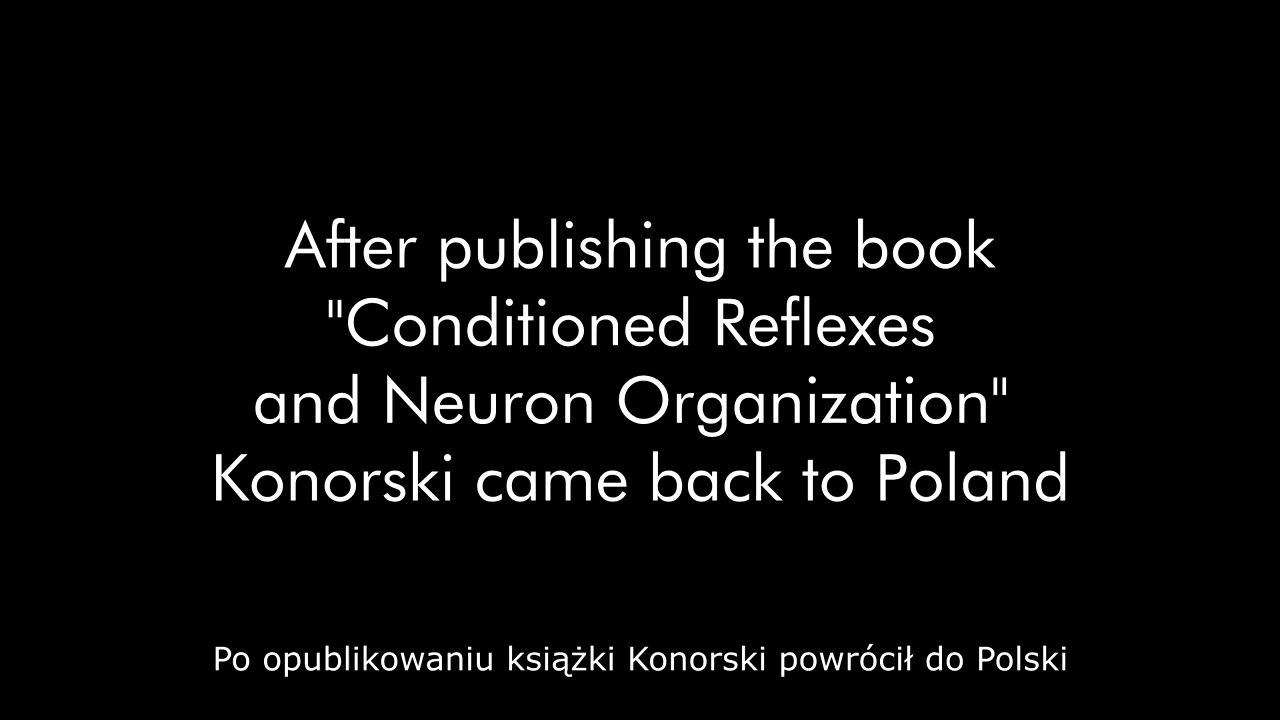 After publishing the book
"Conditioned Reflexes
and Neuron Organization"
Konorski came back to Poland
Po opublikowaniu książki Konorski powrócił do Polski